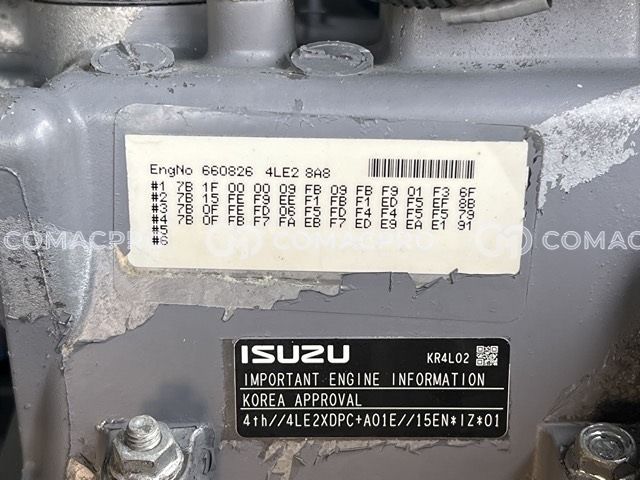 EngNo 660826 4LE2 8A8
#1 7B 1F 00 00 09 FB 09 FB F9 01 F3 6F
#2 7B 15 FE F9 EE F1 FB F1 ED F5 EF 8B
#3 7B 0F FE FD 06 F5 FD F4 F4 F5 F5 79
#4 7B 0F FB F7 FA EB F7 ED E9 EA E1 91
#5
#6
COMACPRO COMACPRO COMAC
ISUZU KR4L02
IMPORTANT ENGINE INFORMATION
KOREA APPROVAL
4th//4LE2XDPC+A01E//15EN*IZ*01